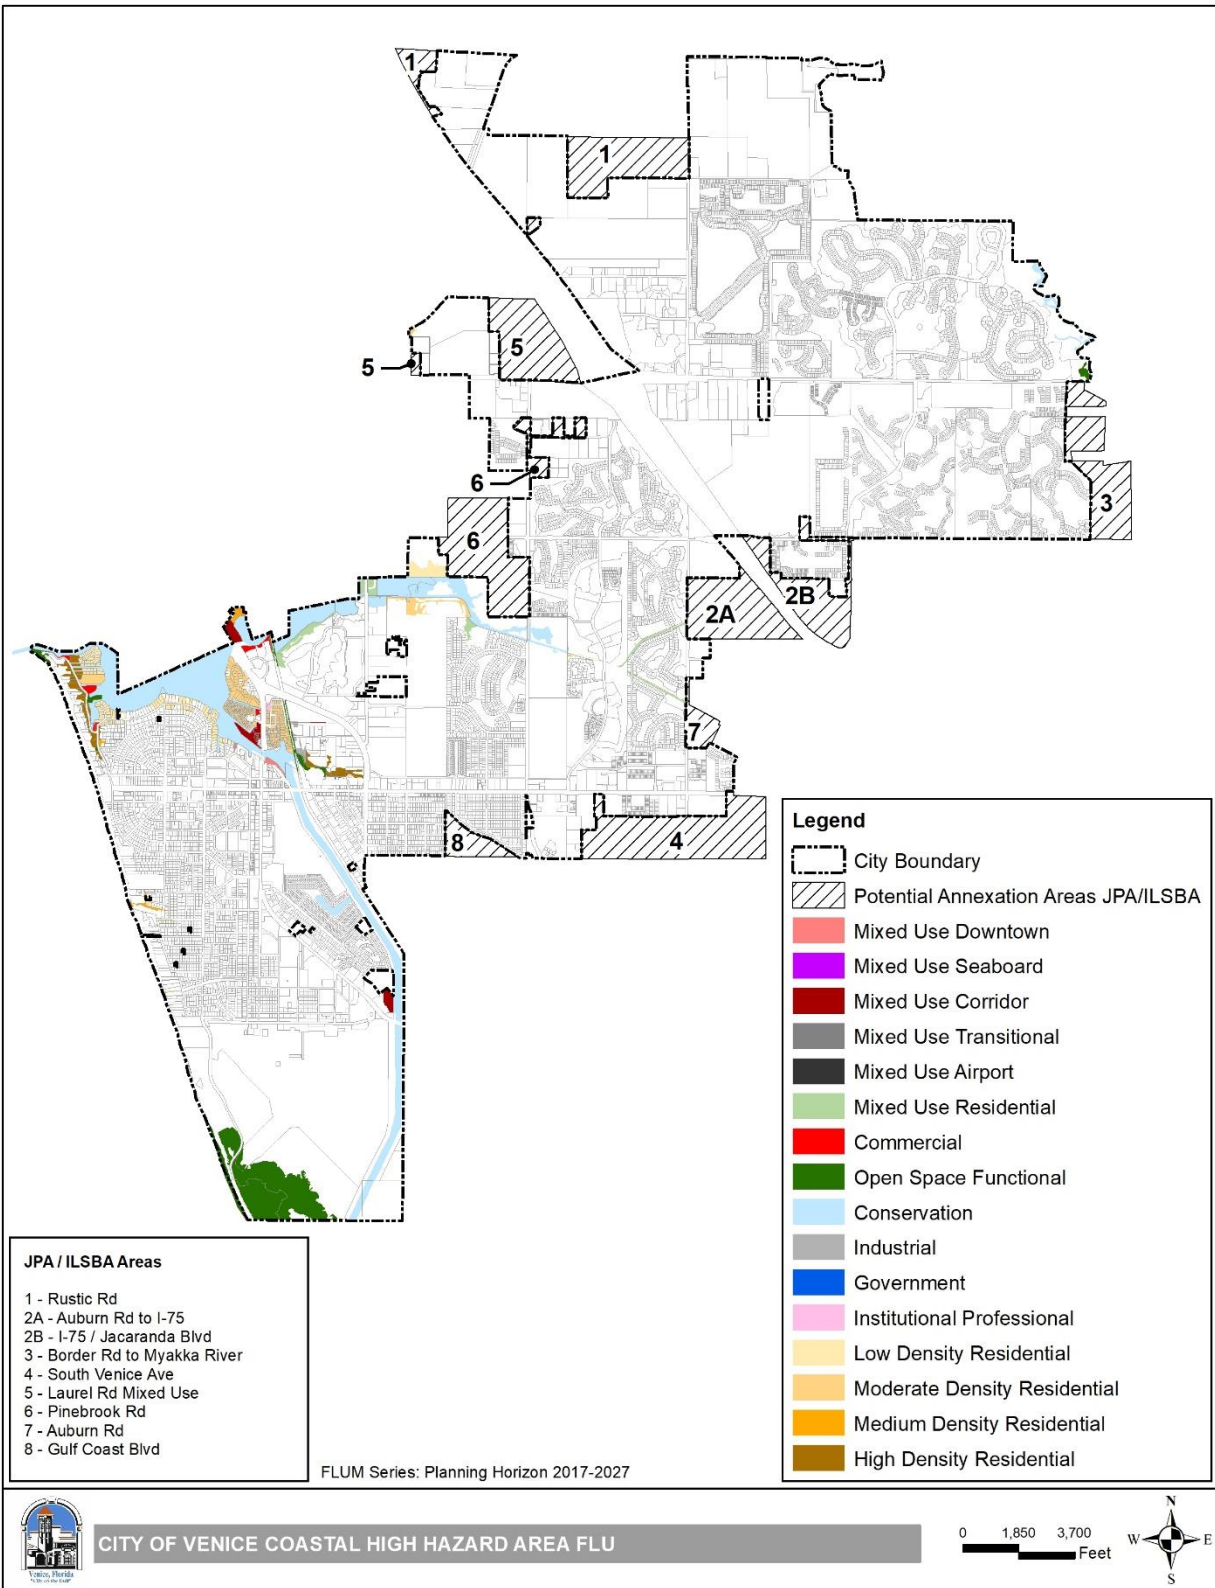 1
1
5
5
6
6
3
2A
2B
7
8
4
Legend
City Boundary
Potential Annexation Areas JPA/ILSBA
Mixed Use Downtown
Mixed Use Seaboard
Mixed Use Corridor
Mixed Use Transitional
Mixed Use Airport
Mixed Use Residential
Commercial
Open Space Functional
Conservation
Industrial
Government
Institutional Professional
Low Density Residential
Moderate Density Residential
Medium Density Residential
High Density Residential
JPA / ILSBA Areas
1 - Rustic Rd
2A - Auburn Rd to I-75
2B - I-75 / Jacaranda Blvd
3 - Border Rd to Myakka River
4 - South Venice Ave
5 - Laurel Rd Mixed Use
6 - Pinebrook Rd
7 - Auburn Rd
8 - Gulf Coast Blvd
FLUM Series: Planning Horizon 2017-2027
Venice, Florida
"City on the Gulf"
CITY OF VENICE COASTAL HIGH HAZARD AREA FLU
0 1,850 3,700
Feet
N
W E
S